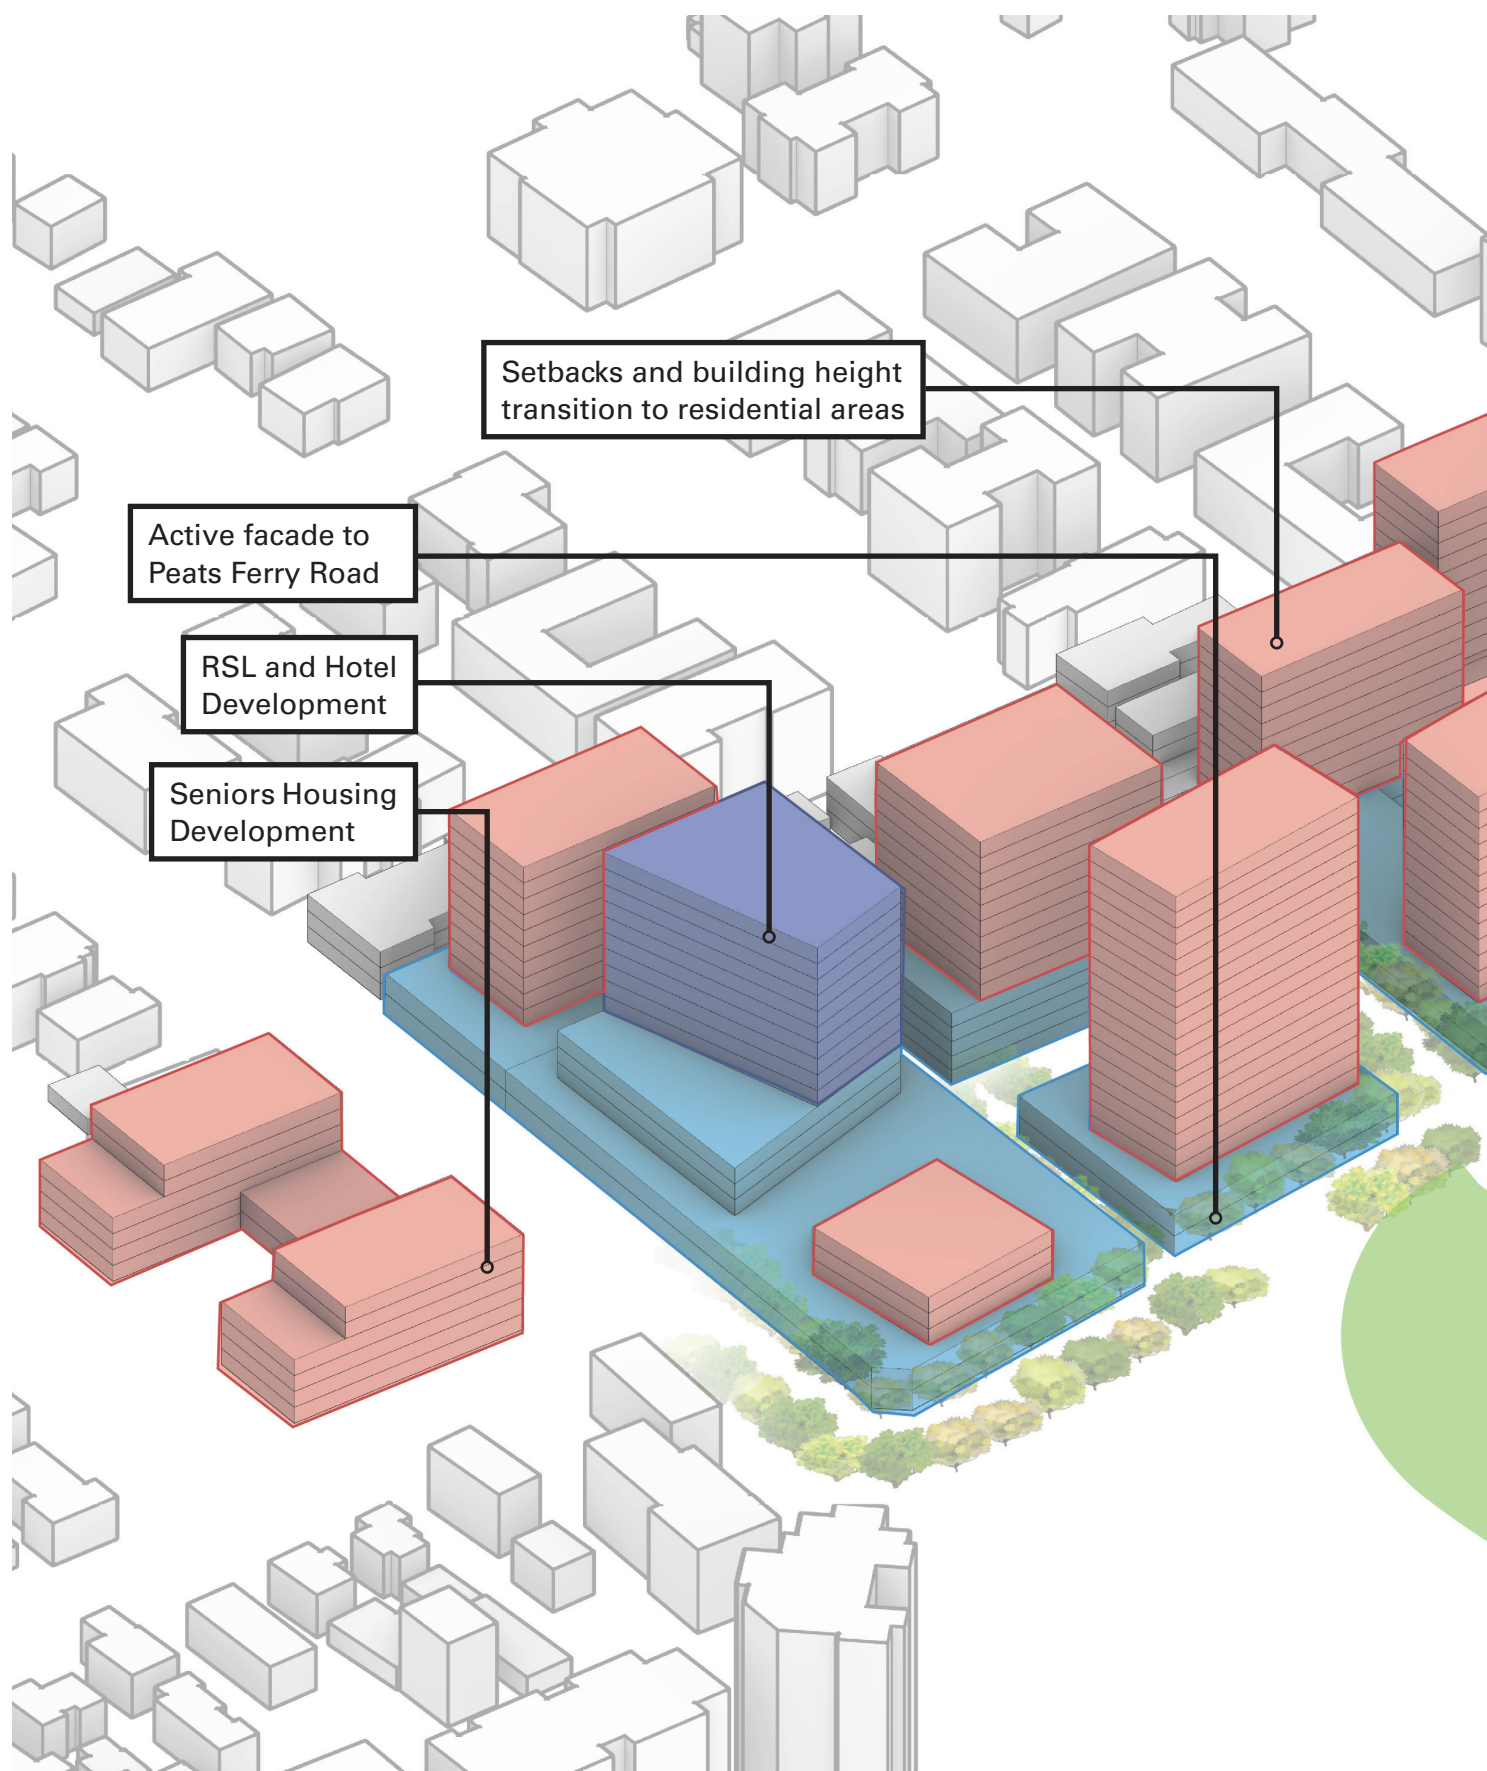 Setbacks and building height
transition to residential areas
Active facade to
Peats Ferry Road
RSL and Hotel
Development
Seniors Housing
Development